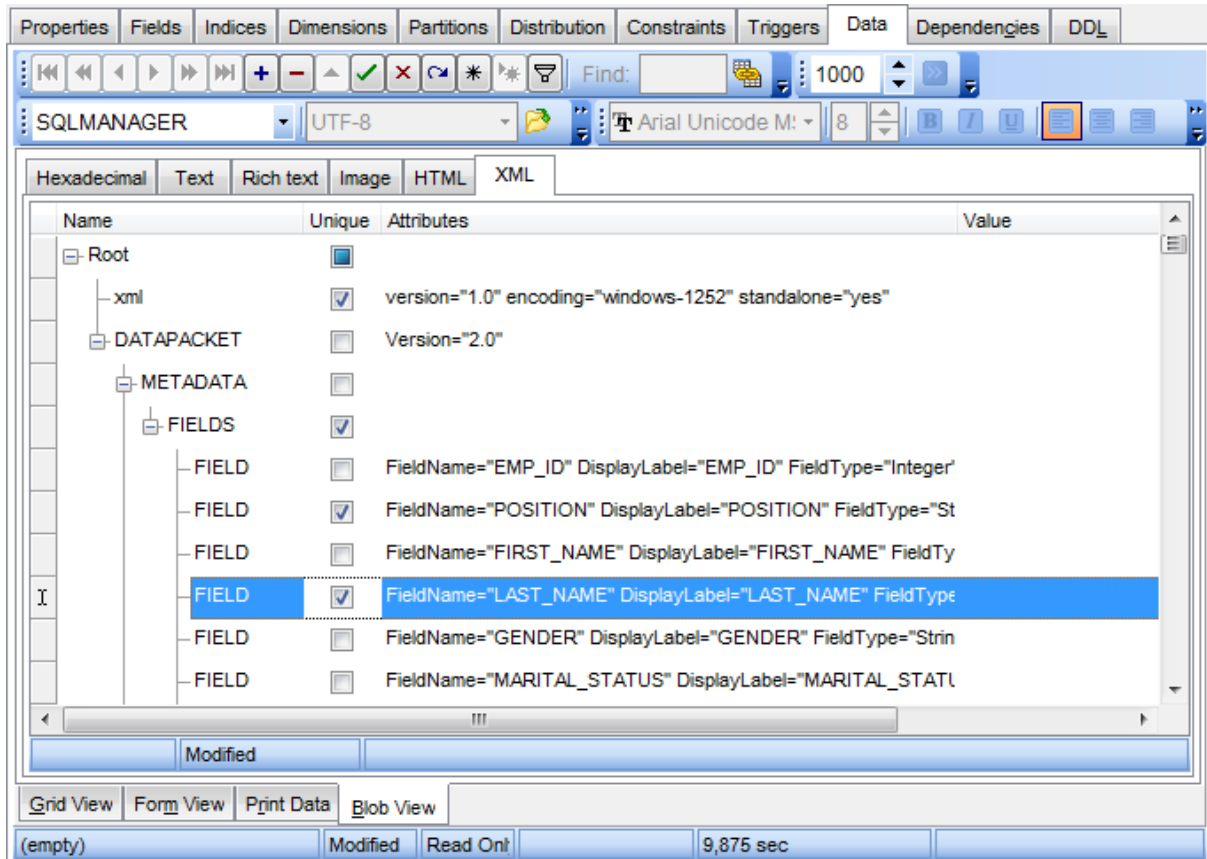 Properties Fields Indices Dimensions Partitions Distribution Constraints Triggers Data Dependencies DDL
Find: 1000
SQLMANAGER UTF-8 Arial Unicode M 8 B I U
Hexadecimal Text Rich text Image HTML XML
Name Unique Attributes Value
Root
xml version="1.0" encoding="windows-1252" standalone="yes"
DATAPACKET Version="2.0"
METADATA
FIELDS
FIELD FieldName="EMP_ID" DisplayLabel="EMP_ID" FieldType="Integer"
FIELD FieldName="POSITION" DisplayLabel="POSITION" FieldType="St
FIELD FieldName="FIRST_NAME" DisplayLabel="FIRST_NAME" FieldTy
FIELD FieldName="LAST_NAME" DisplayLabel="LAST_NAME" FieldType
FIELD FieldName="GENDER" DisplayLabel="GENDER" FieldType="Strin
FIELD FieldName="MARITAL_STATUS" DisplayLabel="MARITAL_STATU
Modified
Grid View Form View Print Data Blob View
(empty) Modified Read Onl 9,875 sec